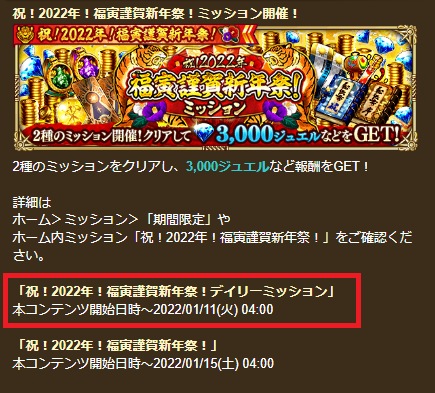 祝！2022年！福寅謹賀新年祭！ミッション開催！
祝！2022年！福寅謹賀新年祭！
祝！2022年
福寅謹賀新年祭！
ミッション
2種のミッション開催！クリアして3,000ジュエルなどをGET！
2種のミッションをクリアし、3,000ジュエルなど報酬をGET！
詳細は
ホーム＞ミッション＞「期間限定」や
ホーム内ミッション「祝！2022年！福寅謹賀新年祭！」をご確認くだ
さい。
「祝！2022年！福寅謹賀新年祭！デイリーミッション」
本コンテンツ開始日時～2022/01/11(火) 04:00
「祝！2022年！福寅謹賀新年祭！」
本コンテンツ開始日時～2022/01/15(土) 04:00